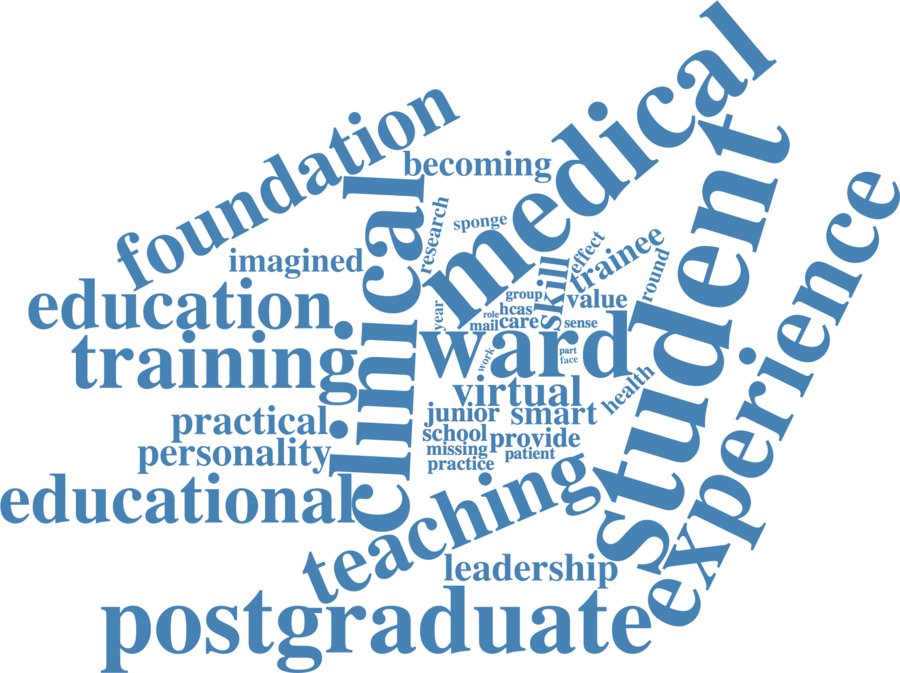 medical
foundation
student
becoming
clinical
experience
research
sponge
imagined
effect
trainee
round
education
skill
group
value
year
role
hcas
mail
care
sense
training
ward
work
part
face
virtual
health
practical
junior
smart
personality
school
provide
missing
patient
practice
educational
teaching
leadership
postgraduate